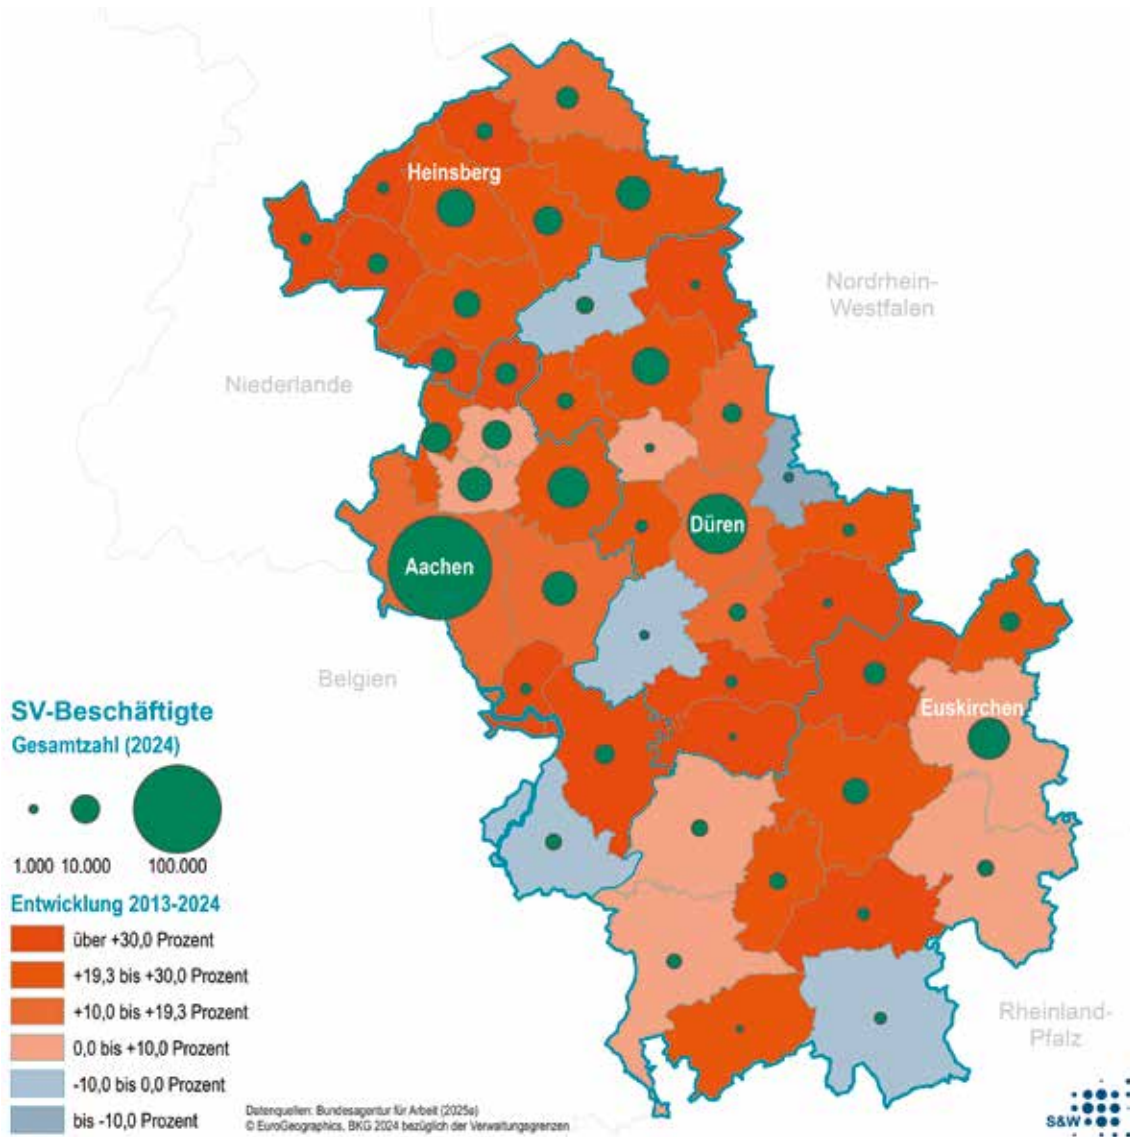 Heinsberg
Nordrhein-
Westfalen
Niederlande
Düren
Aachen
Belgien
Euskirchen
SV-Beschäftigte
Gesamtzahl (2024)
1.000 10.000 100.000
Entwicklung 2013-2024
über +30,0 Prozent
+19,3 bis +30,0 Prozent
+10,0 bis +19,3 Prozent
0,0 bis +10,0 Prozent
-10,0 bis 0,0 Prozent
bis -10,0 Prozent
Rheinland-
Pfalz
Datenquellen: Bundesagentur für Arbeit (2025a)
© EuroGeographics, BKG 2024 bezüglich der Verwaltungsgrenzen
S&W